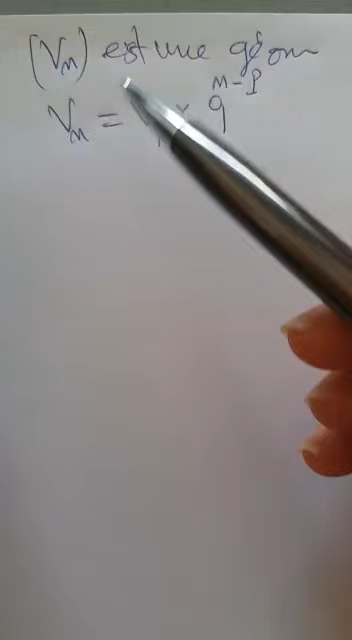 (Vn) est une géom
Vn = × q^n-p